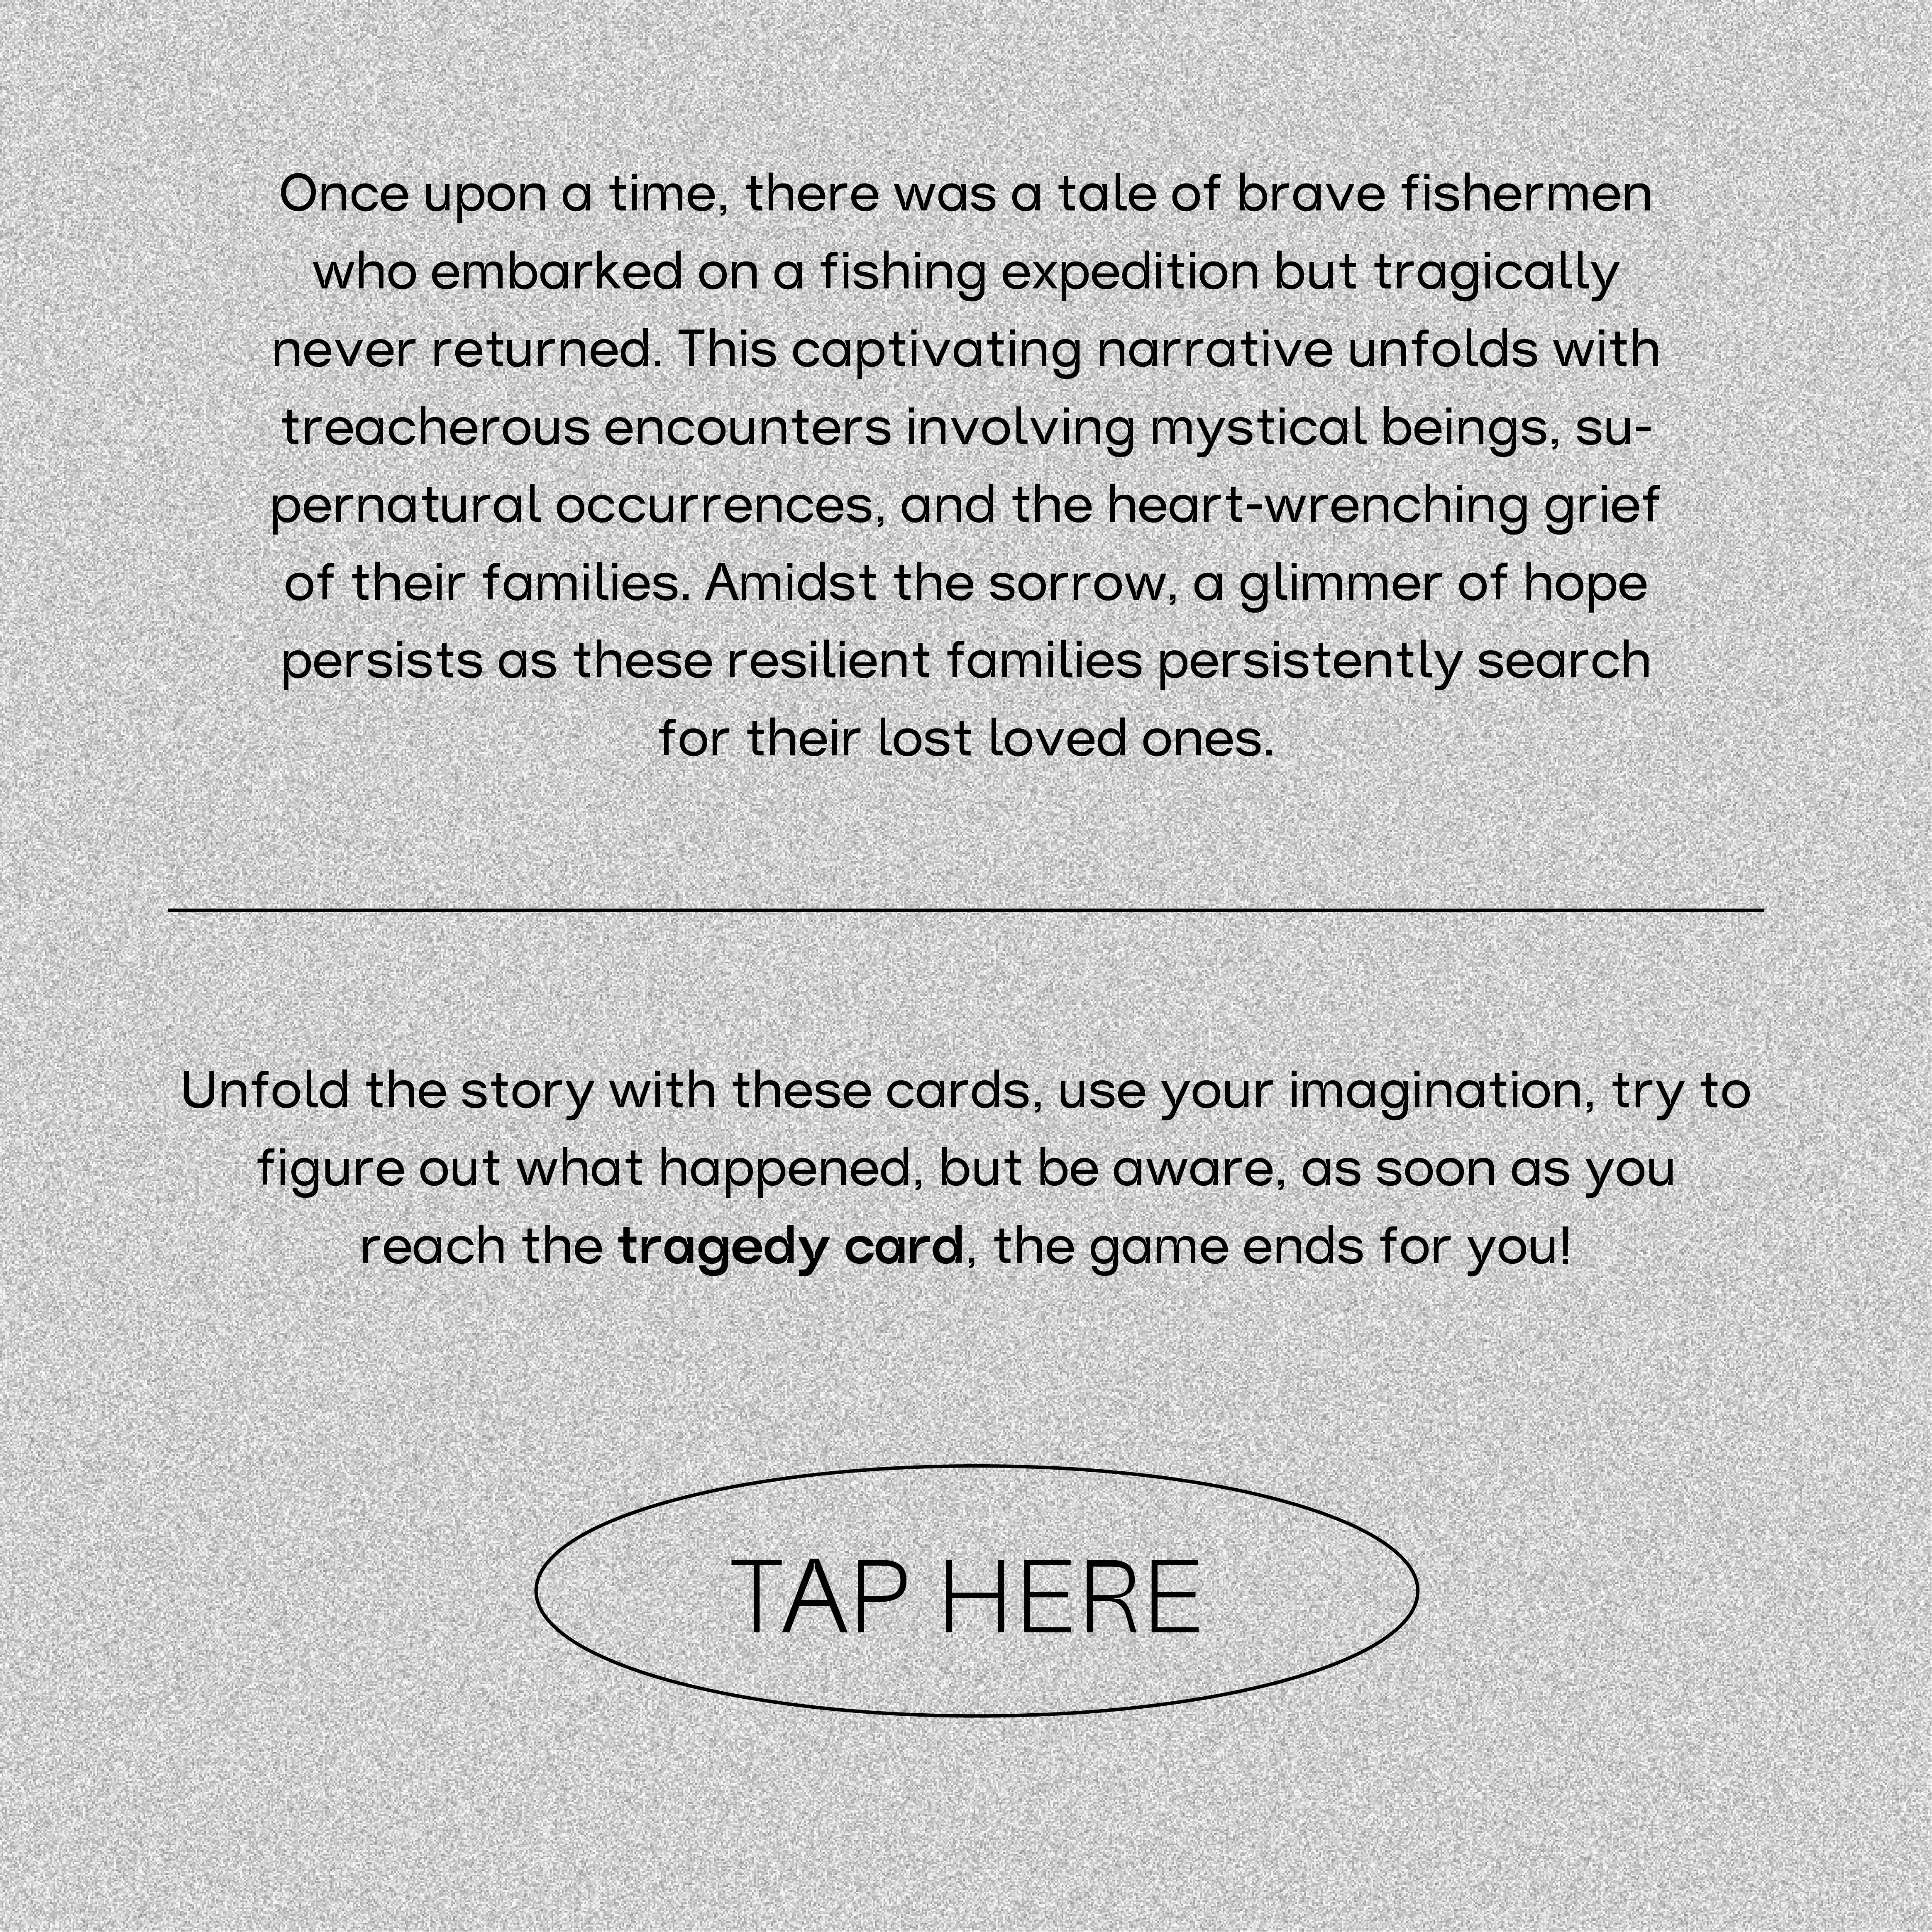 Once upon a time, there was a tale of brave fishermen
who embarked on a fishing expedition but tragically
never returned. This captivating narrative unfolds with
treacherous encounters involving mystical beings, su-
pernatural occurrences, and the heart-wrenching grief
of their families. Amidst the sorrow, a glimmer of hope
persists as these resilient families persistently search
for their lost loved ones.
Unfold the story with these cards, use your imagination, try to
figure out what happened, but be aware, as soon as you
reach the tragedy card, the game ends for you!
TAP HERE